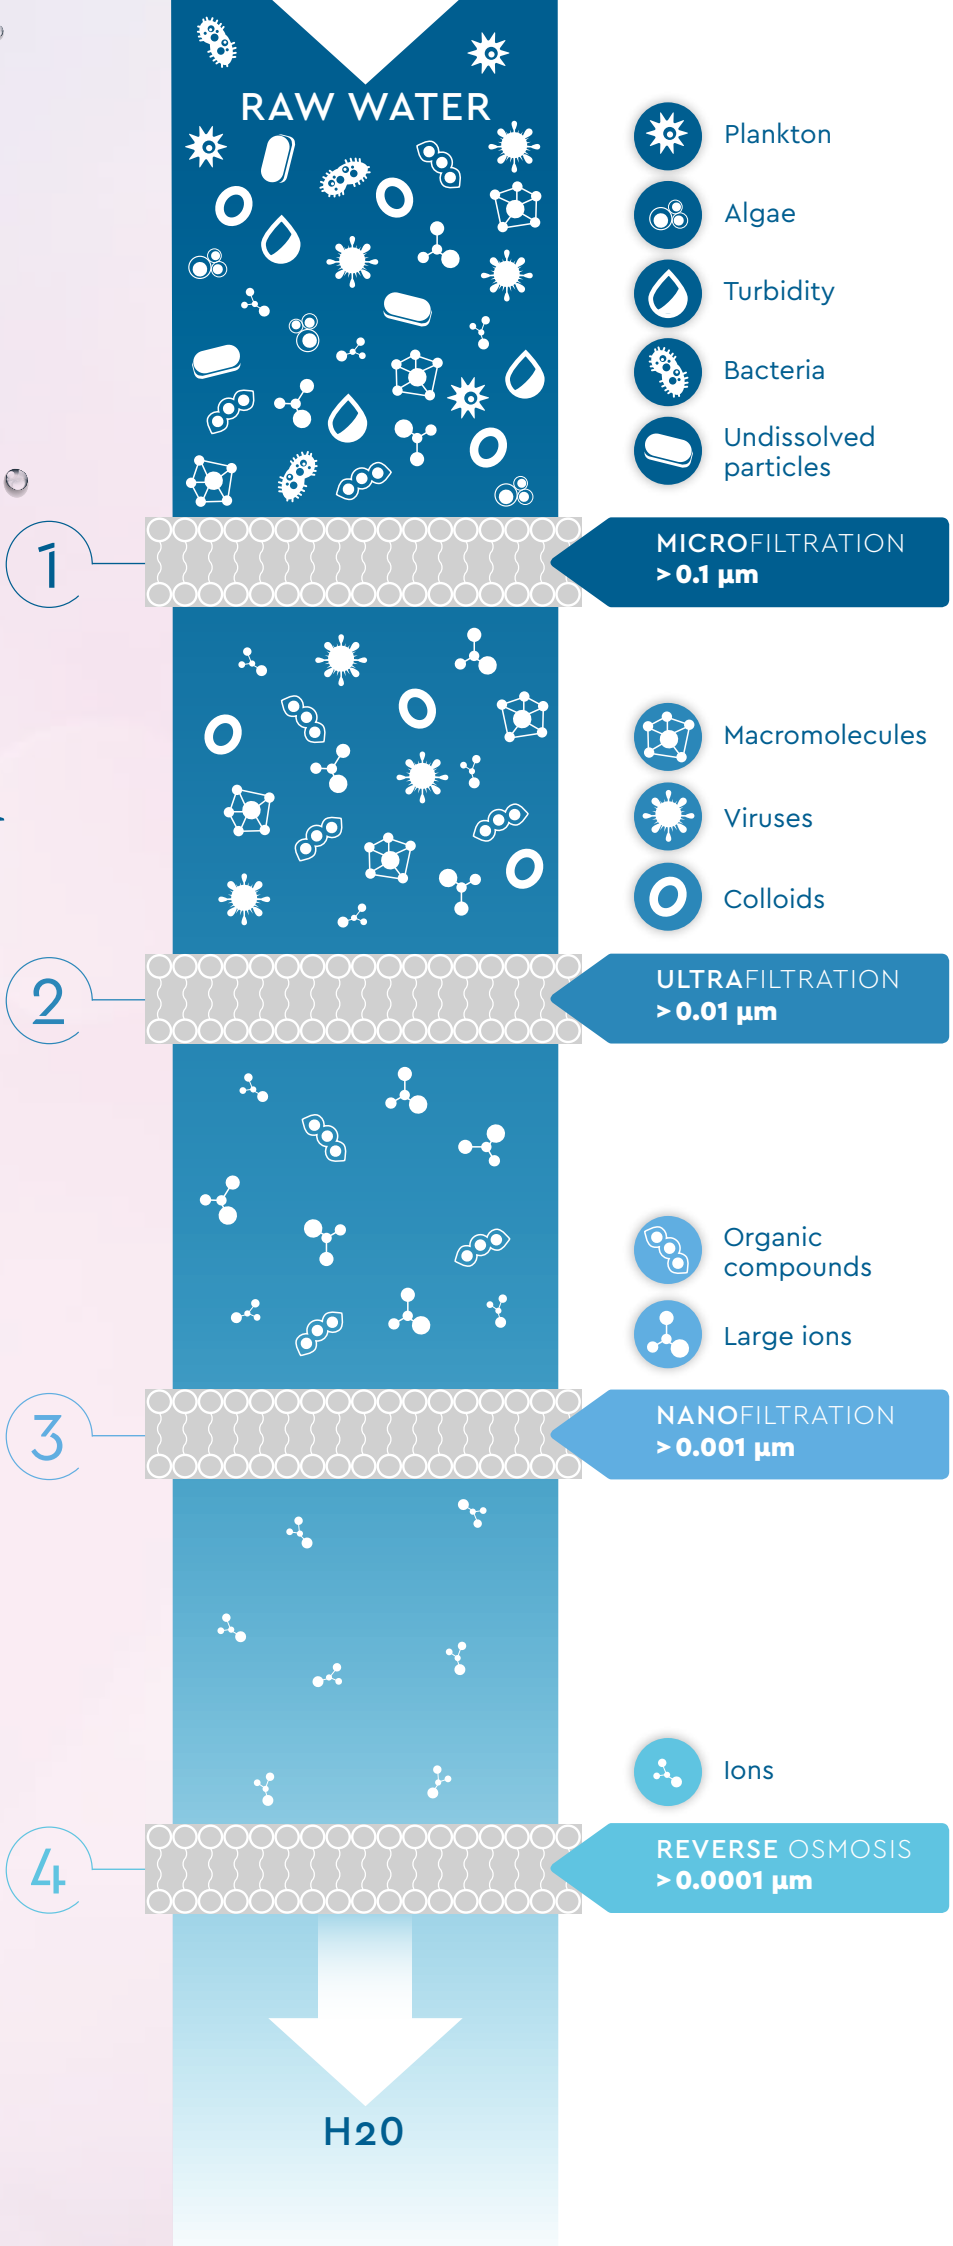 RAW WATER
Plankton
Algae
Turbidity
Bacteria
Undissolved
particles
1
MICROFILTRATION
> 0.1 µm
Macromolecules
Viruses
Colloids
2
ULTRAFILTRATION
> 0.01 µm
Organic
compounds
Large ions
3
NANOFILTRATION
> 0.001 µm
Ions
4
REVERSE OSMOSIS
> 0.0001 µm
H20